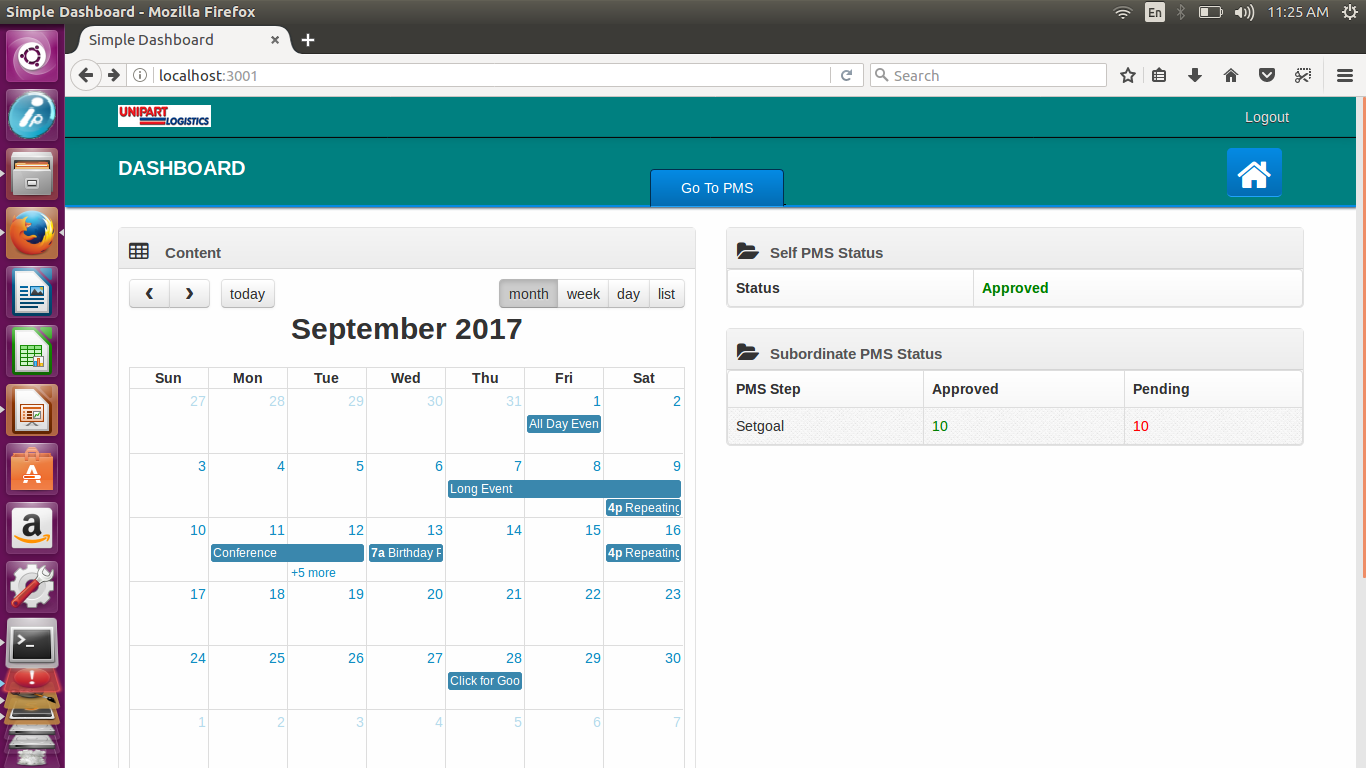 Simple Dashboard - Mozilla Firefox
En
11:25 AM
Simple Dashboard
localhost:3001
Search
UNIPART
LOGISTICS
Logout
DASHBOARD
Go To PMS
Content
today
month week day list
September 2017
Sun Mon Tue Wed Thu Fri Sat
27 28 29 30 31 1 2
All Day Even
3 4 5 6 7 8 9
Long Event
4p Repeating
10 11 12 13 14 15 16
Conference 7a Birthday P 4p Repeating
+5 more
17 18 19 20 21 22 23
24 25 26 27 28 29 30
Click for Goo
1 2 3 4 5 6 7
Self PMS Status
Status Approved
Subordinate PMS Status
PMS Step Approved Pending
Setgoal 10 10